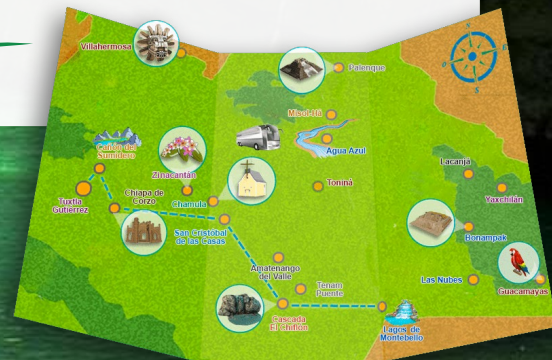 Villahermosa
Palenque
Misol-Ha
Cañón del
Sumidero
Agua Azul
Zinacantán
Lacanjá
Toniná
Chiapa de
Corzo
Chamula
Tuxtla
Gutiérrez
Yaxchilán
San Cristóbal
de las Casas
Bonampak
Amatenango
del Valle
Las Nubes
Tenam
Puente
Guacamayas
Cascada
El Chiflón
Lagos de
Montebello